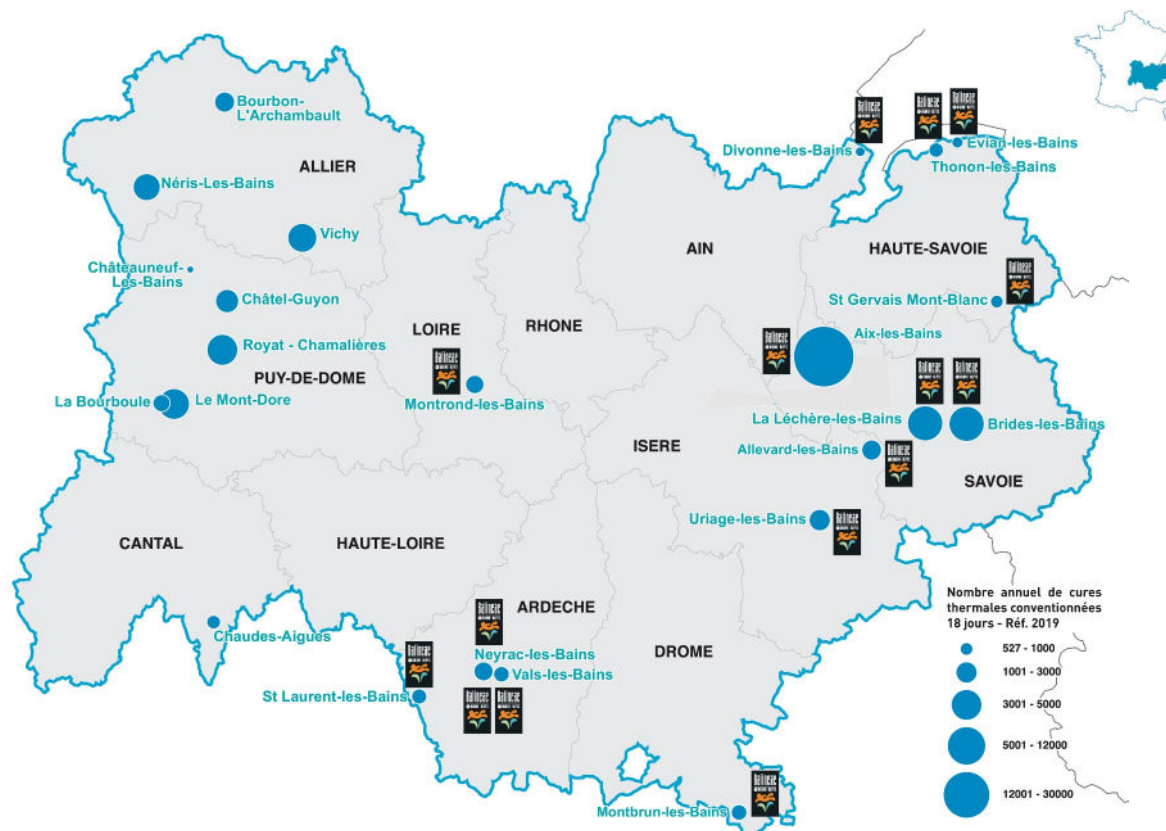 Bourbon-
L'Archambault
ALLIER
Néris-Les-Bains
Vichy
Châteauneuf-
Les-Bains
Châtel-Guyon
Royat - Chamalières
PUY-DE-DOME
La Bourboule
Le Mont-Dore
LOIRE
Montrond-les-Bains
RHONE
AIN
Divonne-les-Bains
Evian-les-Bains
Thonon-les-Bains
HAUTE-SAVOIE
St Gervais Mont-Blanc
Aix-les-Bains
La Léchère-les-Bains
Brides-les-Bains
ISERE
Allevard-les-Bains
SAVOIE
Uriage-les-Bains
CANTAL
HAUTE-LOIRE
Chaudes-Aigues
ARDECHE
Neyrac-les-Bains
Vals-les-Bains
St Laurent-les-Bains
DROME
Montbrun-les-Bains
Nombre annuel de cures
thermales conventionnées
18 jours - Réf. 2019
527 - 1000
1001 - 3000
3001 - 5000
5001 - 12000
12001 - 30000